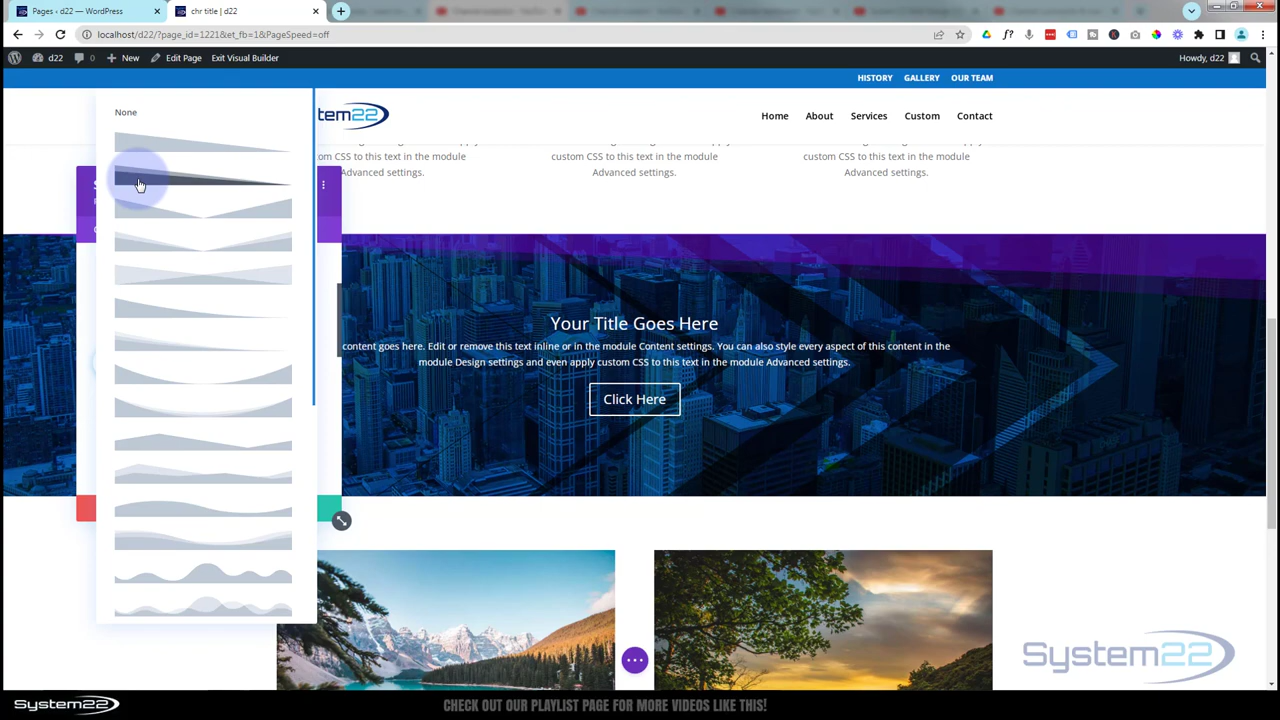 Pages ‹ d22 — WordPress
chr title | d22
localhost/d22/?page_id=1221&et_fb=1&PageSpeed=off
d22 0 New Edit Page Exit Visual Builder
Howdy, d22
HISTORY GALLERY OUR TEAM
tem22
Home About Services Custom Contact
custom CSS to this text in the module custom CSS to this text in the module custom CSS to this text in the module
Advanced settings. Advanced settings. Advanced settings.
None
Your Title Goes Here
content goes here. Edit or remove this text inline or in the module Content settings. You can also style every aspect of this content in the
module Design settings and even apply custom CSS to this text in the module Advanced settings.
Click Here
System22
System22
CHECK OUT OUR PLAYLIST PAGE FOR MORE VIDEOS LIKE THIS!